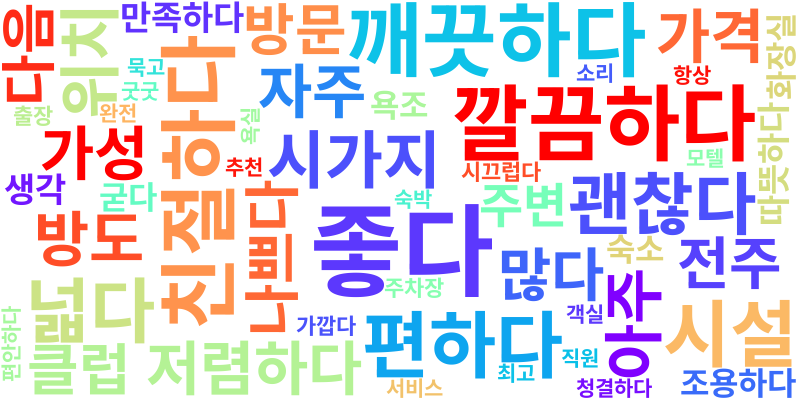 다음
위치
만족하다
방문
깨끗하다
가격
화장실
묵고
굿굿
출장
완전
친절하다
자주
욕실
욕조
소리
항상
깔끔하다
가성
추천
시가지
시끄럽다
모텔
따뜻하다
생각
굳다
숙박
주변
괜찮다
방도
나쁘다
좋다
많다
숙소
전주
넓다
주차장
객실
아주
시설
편안하다
클럽
저렴하다
가깝다
편하다
직원
최고
서비스
청결하다
조용하다